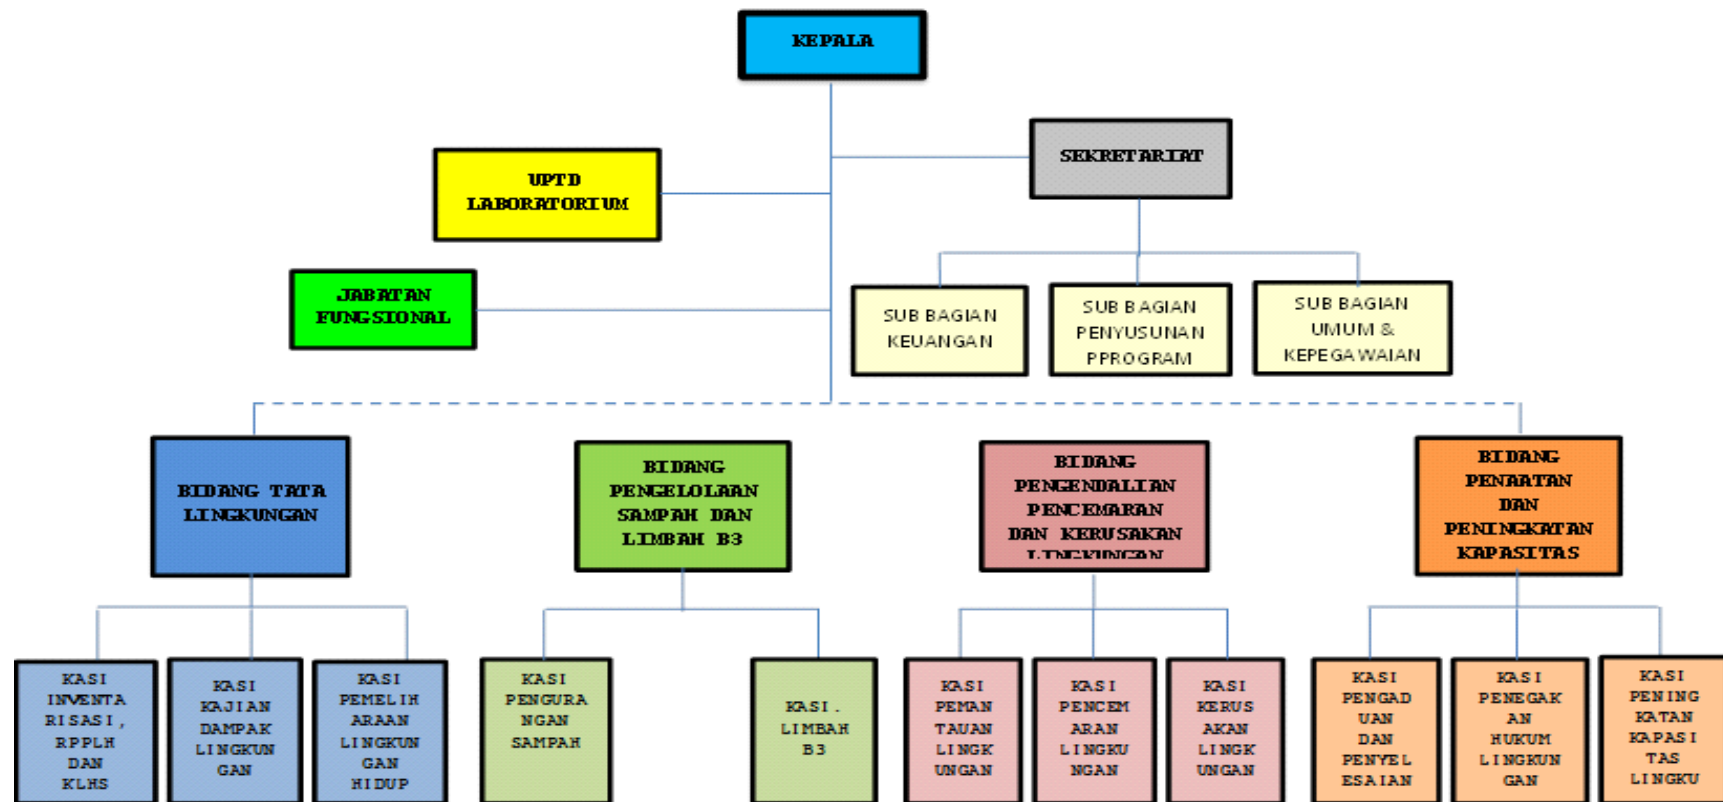 KEPALA
SEKRETARIAT
UPTD
LABORATORIUM
JABATAN
FUNGSIONAL
SUB BAGIAN
KEUANGAN
SUB BAGIAN
PENYUSUNAN
PPROGRAM
SUB BAGIAN
UMUM &
KEPEGAWAIAN
BIDANG TATA
LINGKUNGAN
BIDANG
PENGELOLAAN
SAMPAH DAN
LIMBAH B3
BIDANG
PENGENDALIAN
PENCEMARAN
DAN KERUSAKAN
LINGKUNGAN
BIDANG
PENAATAN
DAN
PENINGKATAN
KAPASITAS
KASI
INVENTA
RISASI,
RPPLH
DAN
KLHS
KASI
KAJIAN
DAMPAK
LINGKUN
GAN
KASI
PEMELIH
ARAAN
LINGKUN
GAN
HIDUP
KASI
PENGURA
NGAN
SAMPAH
KASI.
LIMBAH
B3
KASI
PEMAN
TAUAN
LINGK
UNGAN
KASI
PENCEM
ARAN
LINGKU
NGAN
KASI
KERUS
AKAN
LINGK
UNGAN
KASI
PENGAD
UAN
DAN
PENYEL
ESAIAN
KASI
PENEGAK
AN
HUKUM
LINGKUN
GAN
KASI
PENING
KATAN
KAPASI
TAS
LINGKU